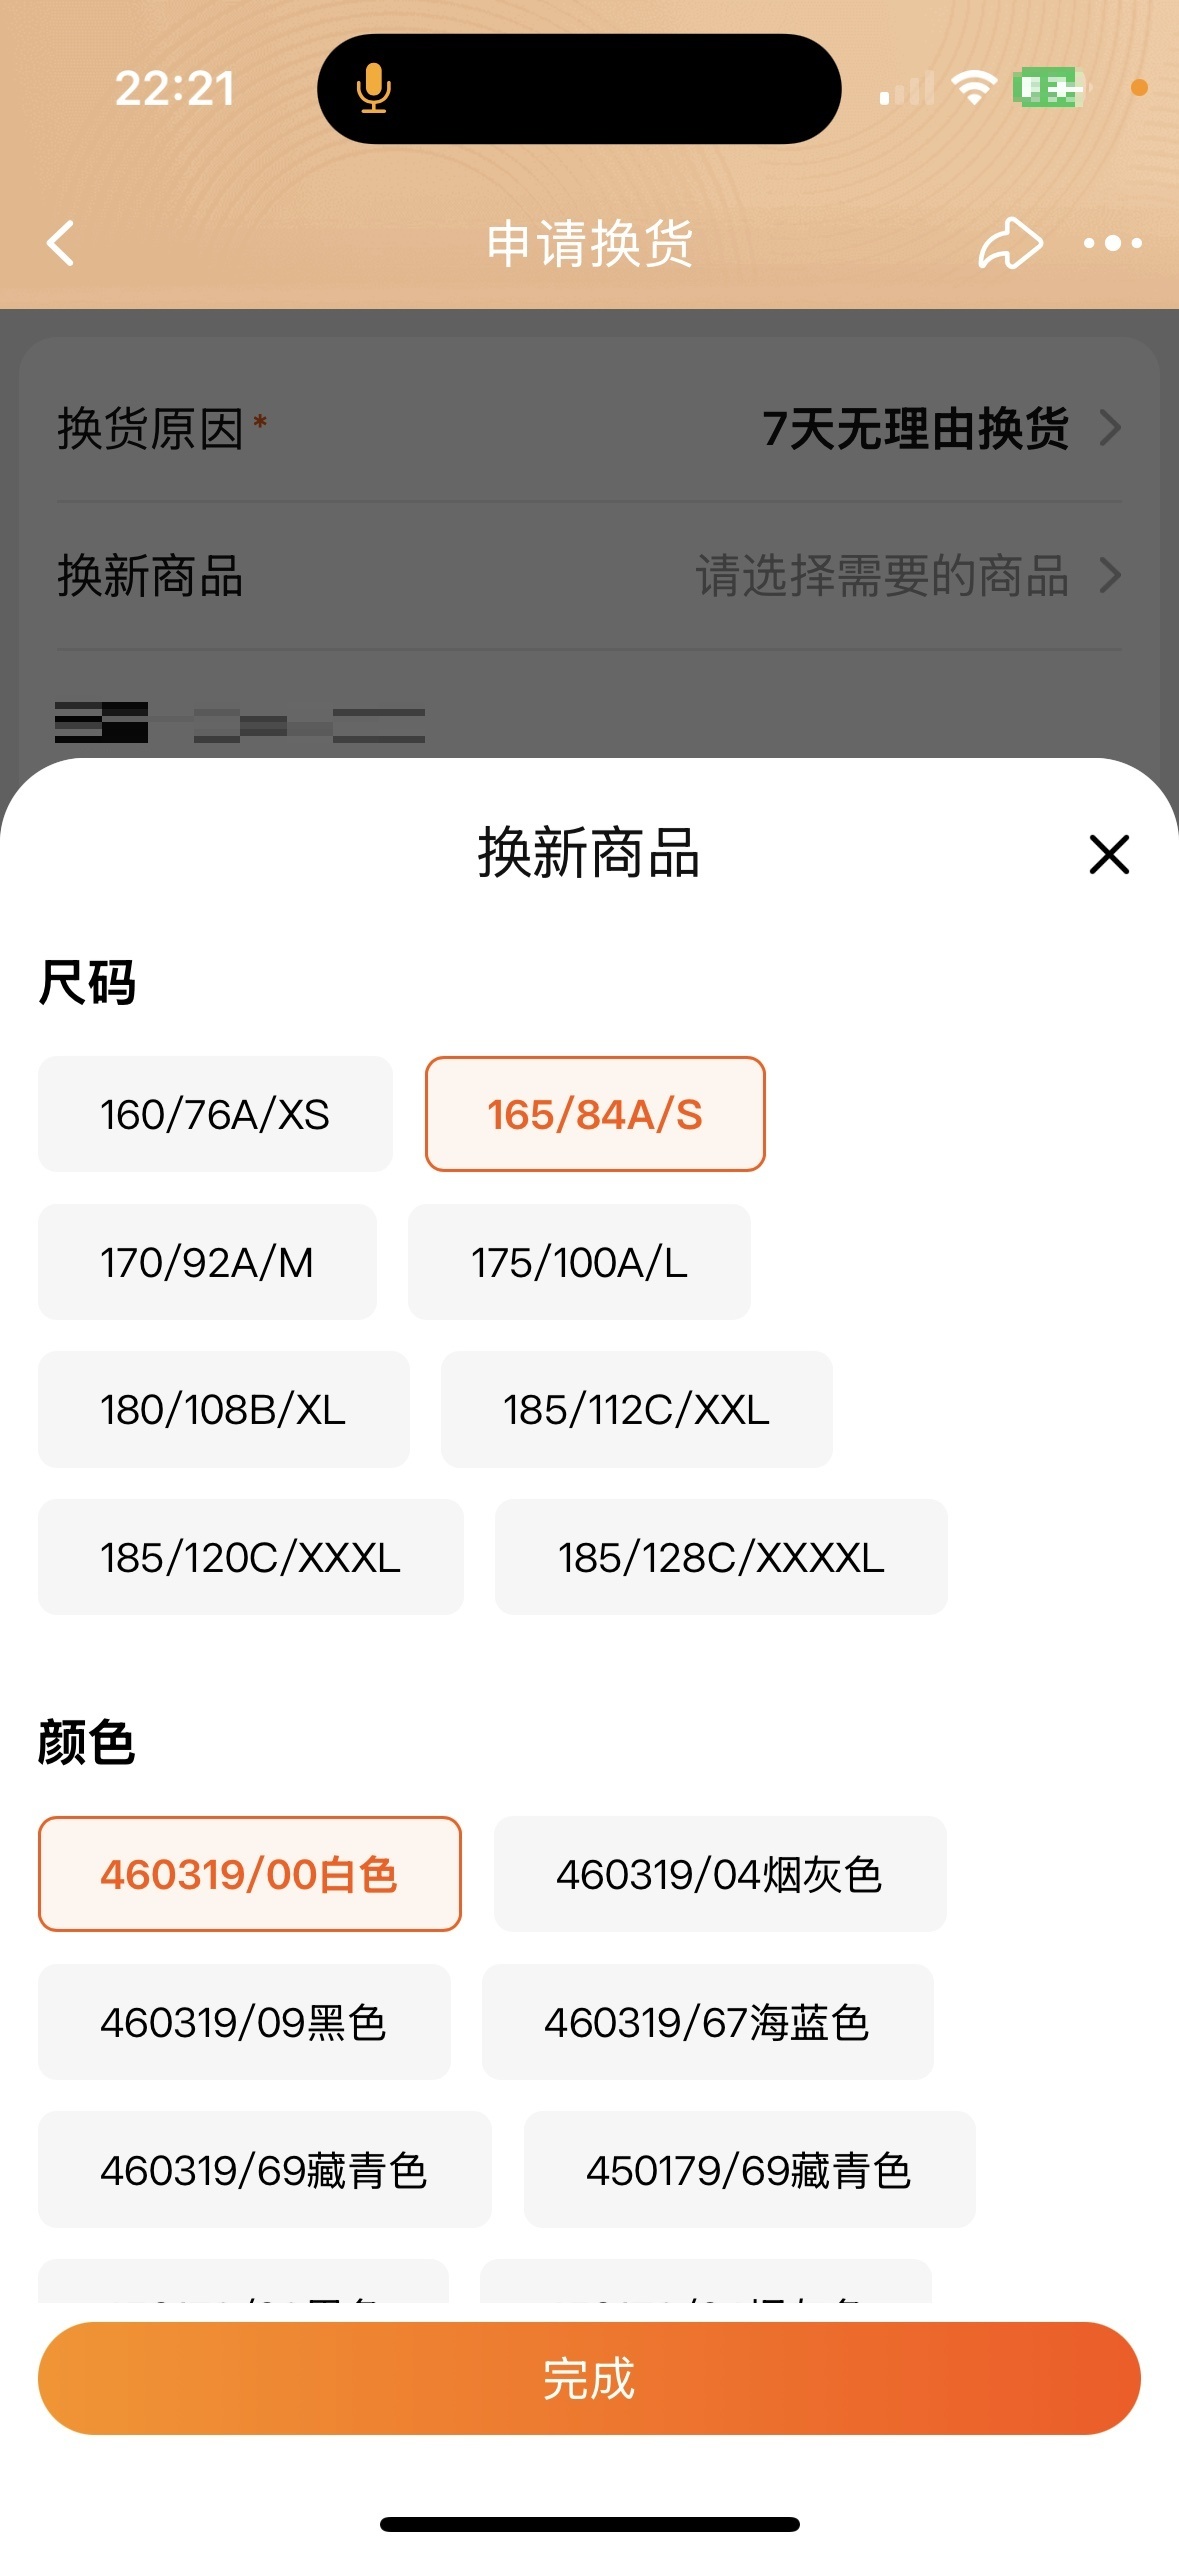 22:21
申请换货
换货原因*
7天无理由换货
换新商品
请选择需要的商品
换新商品
尺码
160/76A/XS
165/84A/S
170/92A/M
175/100A/L
180/108B/XL
185/112C/XXL
185/120C/XXXL
185/128C/XXXXL
颜色
460319/00白色
460319/04烟灰色
460319/09黑色
460319/67海蓝色
460319/69藏青色
450179/69藏青色
完成